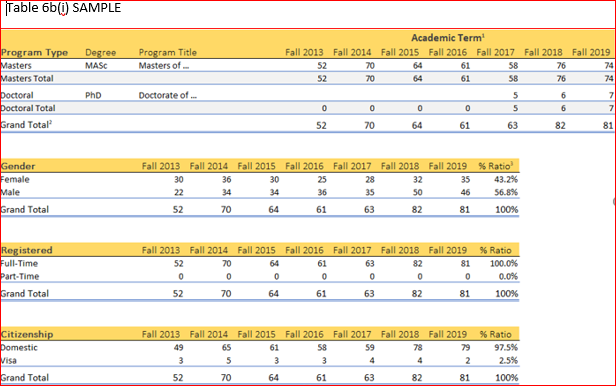 Table 6b(i) SAMPLE
Academic Term¹
Program Type Degree Program Title Fall 2013 Fall 2014 Fall 2015 Fall 2016 Fall 2017 Fall 2018 Fall 2019
Masters MASc Masters of ... 52 70 64 61 58 76 74
Masters Total 52 70 64 61 58 76 74
Doctoral PhD Doctorate of ... 5 6 7
Doctoral Total 0 0 0 0 5 6 7
Grand Total² 52 70 64 61 63 82 81
Gender Fall 2013 Fall 2014 Fall 2015 Fall 2016 Fall 2017 Fall 2018 Fall 2019 % Ratio³
Female 30 36 30 25 28 32 35 43.2%
Male 22 34 34 36 35 50 46 56.8%
Grand Total 52 70 64 61 63 82 81 100%
Registered Fall 2013 Fall 2014 Fall 2015 Fall 2016 Fall 2017 Fall 2018 Fall 2019 % Ratio
Full-Time 52 70 64 61 63 82 81 100.0%
Part-Time 0 0 0 0 0 0 0 0.0%
Grand Total 52 70 64 61 63 82 81 100%
Citizenship Fall 2013 Fall 2014 Fall 2015 Fall 2016 Fall 2017 Fall 2018 Fall 2019 % Ratio
Domestic 49 65 61 58 59 78 79 97.5%
Visa 3 5 3 3 4 4 2 2.5%
Grand Total 52 70 64 61 63 82 81 100%